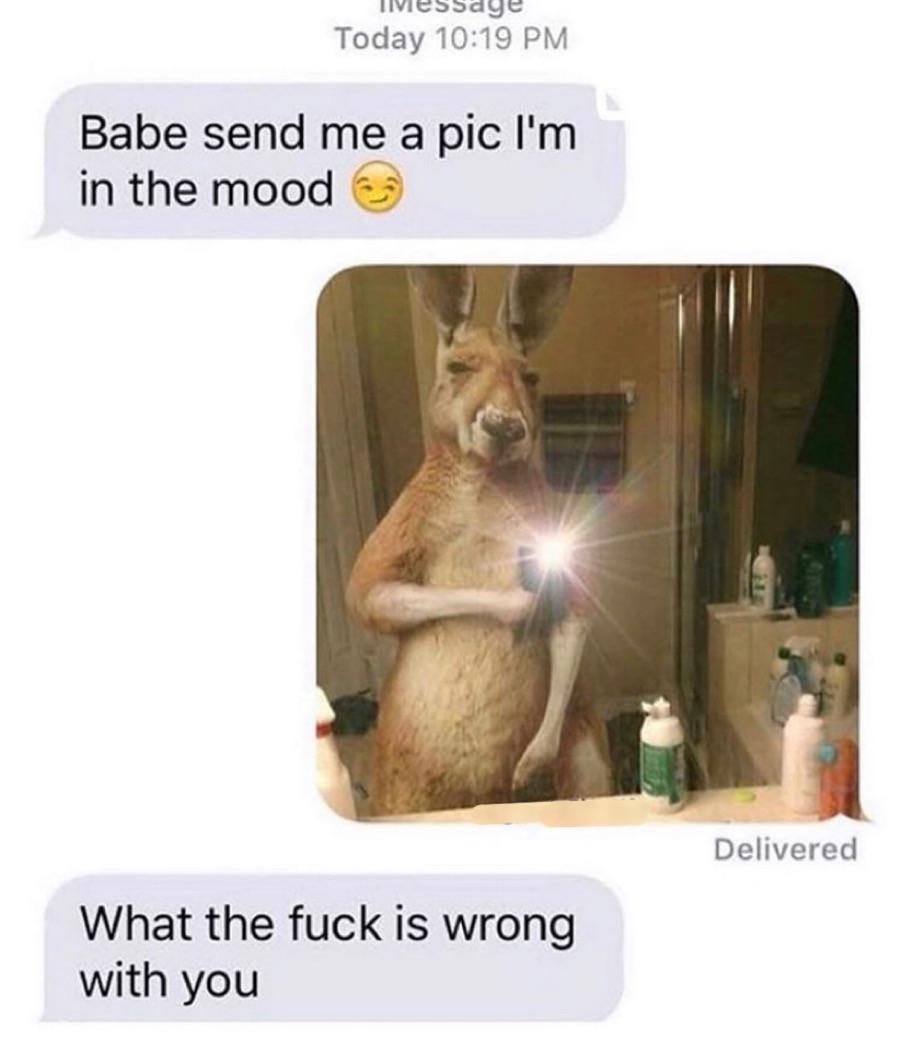 iMessage
Today 10:19 PM
Babe send me a pic I'm
in the mood 😏
Delivered
What the fuck is wrong
with you